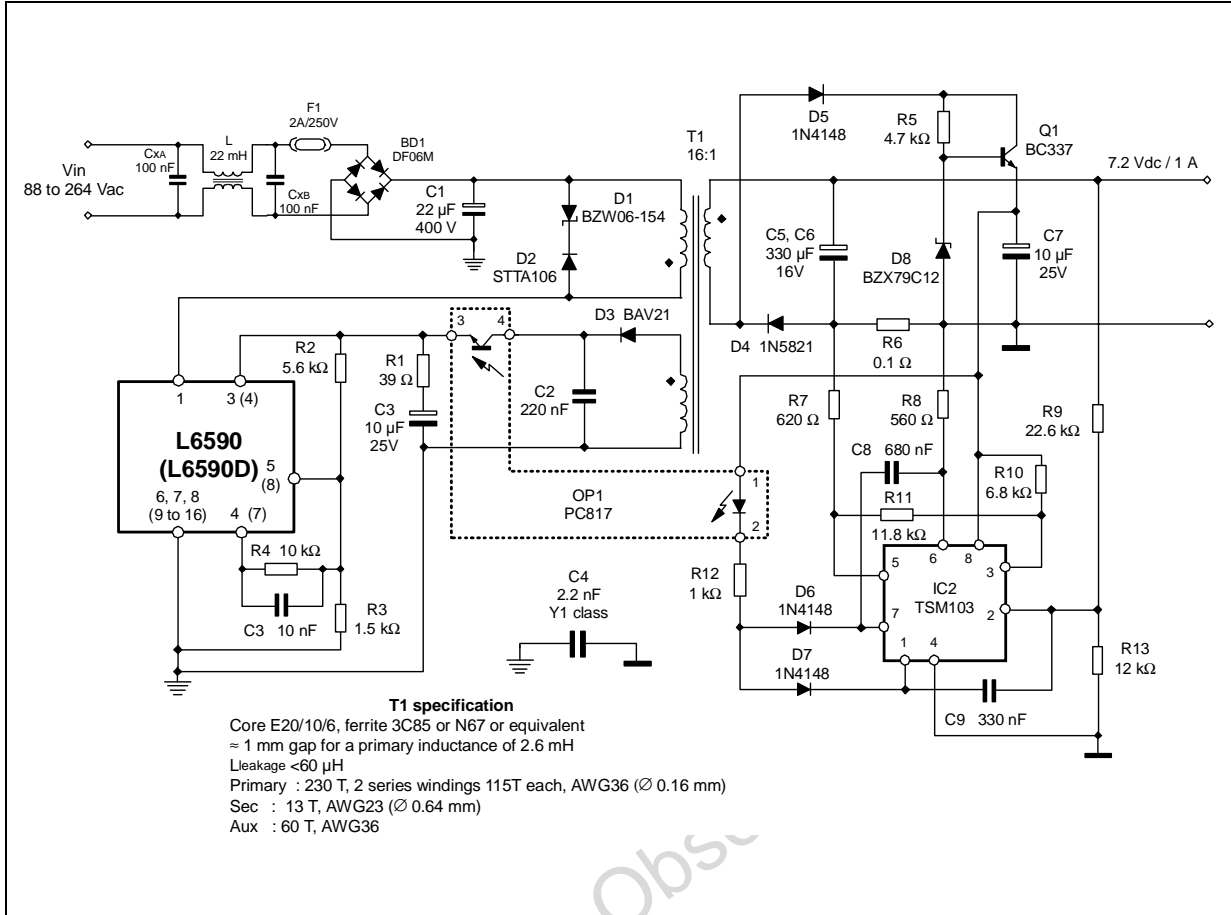 F1
2A/250V
L
22 mH
CxA
100 nF
Vin
88 to 264 Vac
CxB
100 nF
BD1
DF06M
C1
22 µF
400 V
D1
BZW06-154
D2
STTA106
T1
16:1
D5
1N4148
R5
4.7 kΩ
Q1
BC337
7.2 Vdc / 1 A
C5, C6
330 µF
16V
D8
BZX79C12
C7
10 µF
25V
D4 1N5821
R6
0.1 Ω
R2
5.6 kΩ
R1
39 Ω
C3
10 µF
25V
3
4
D3 BAV21
C2
220 nF
L6590
(L6590D)
1
3 (4)
5
(8)
6, 7, 8
(9 to 16)
4 (7)
R4 10 kΩ
C3 10 nF
R3
1.5 kΩ
OP1
PC817
1
2
R7
620 Ω
R8
560 Ω
C8 680 nF
R9
22.6 kΩ
R10
6.8 kΩ
R11
11.8 kΩ
R12
1 kΩ
D6
1N4148
D7
1N4148
IC2
TSM103
5
6
8
3
7
2
1
4
R13
12 kΩ
C9 330 nF
C4
2.2 nF
Y1 class
T1 specification
Core E20/10/6, ferrite 3C85 or N67 or equivalent
≈ 1 mm gap for a primary inductance of 2.6 mH
Lleakage <60 µH
Primary : 230 T, 2 series windings 115T each, AWG36 (∅ 0.16 mm)
Sec : 13 T, AWG23 (∅ 0.64 mm)
Aux : 60 T, AWG36